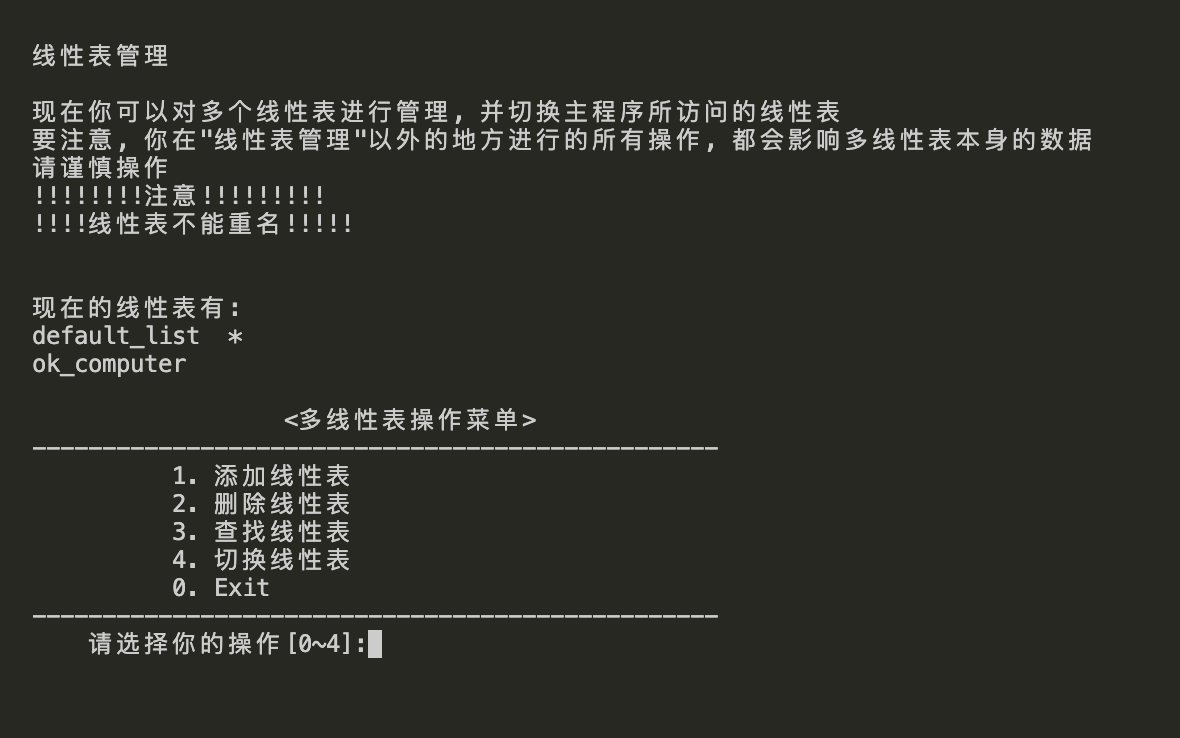 线性表管理
现在你可以对多个线性表进行管理, 并切换主程序所访问的线性表
要注意, 你在"线性表管理"以外的地方进行的所有操作, 都会影响多线性表本身的数据
请谨慎操作
!!!!!!!!注意!!!!!!!!!
!!!!线性表不能重名!!!!!
现在的线性表有:
default_list  *
ok_computer
<多线性表操作菜单>
-------------------------------------------------
1. 添加线性表
2. 删除线性表
3. 查找线性表
4. 切换线性表
0. Exit
-------------------------------------------------
请选择你的操作[0~4]: